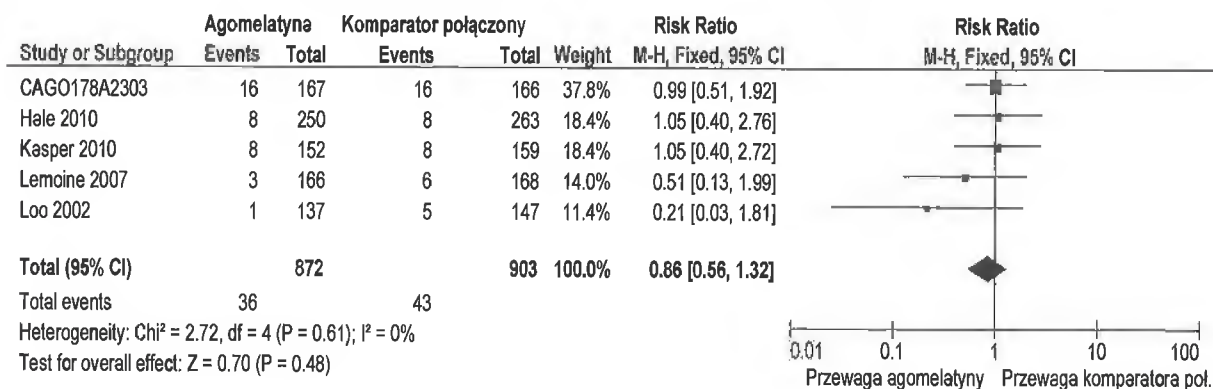 Agomelatyna Komparator połączony Risk Ratio Risk Ratio
Study or Subgroup Events Total Events Total Weight M-H, Fixed, 95% CI M-H, Fixed, 95% CI
CAGO178A2303 16 167 16 166 37.8% 0.99 [0.51, 1.92]
Hale 2010 8 250 8 263 18.4% 1.05 [0.40, 2.76]
Kasper 2010 8 152 8 159 18.4% 1.05 [0.40, 2.72]
Lemoine 2007 3 166 6 168 14.0% 0.51 [0.13, 1.99]
Loo 2002 1 137 5 147 11.4% 0.21 [0.03, 1.81]
Total (95% CI) 872 903 100.0% 0.86 [0.56, 1.32]
Total events 36 43
Heterogeneity: Chi² = 2.72, df = 4 (P = 0.61); I² = 0%
Test for overall effect: Z = 0.70 (P = 0.48)
0.01 0.1 1 10 100
Przewaga agomelatyny Przewaga komparatora poł.